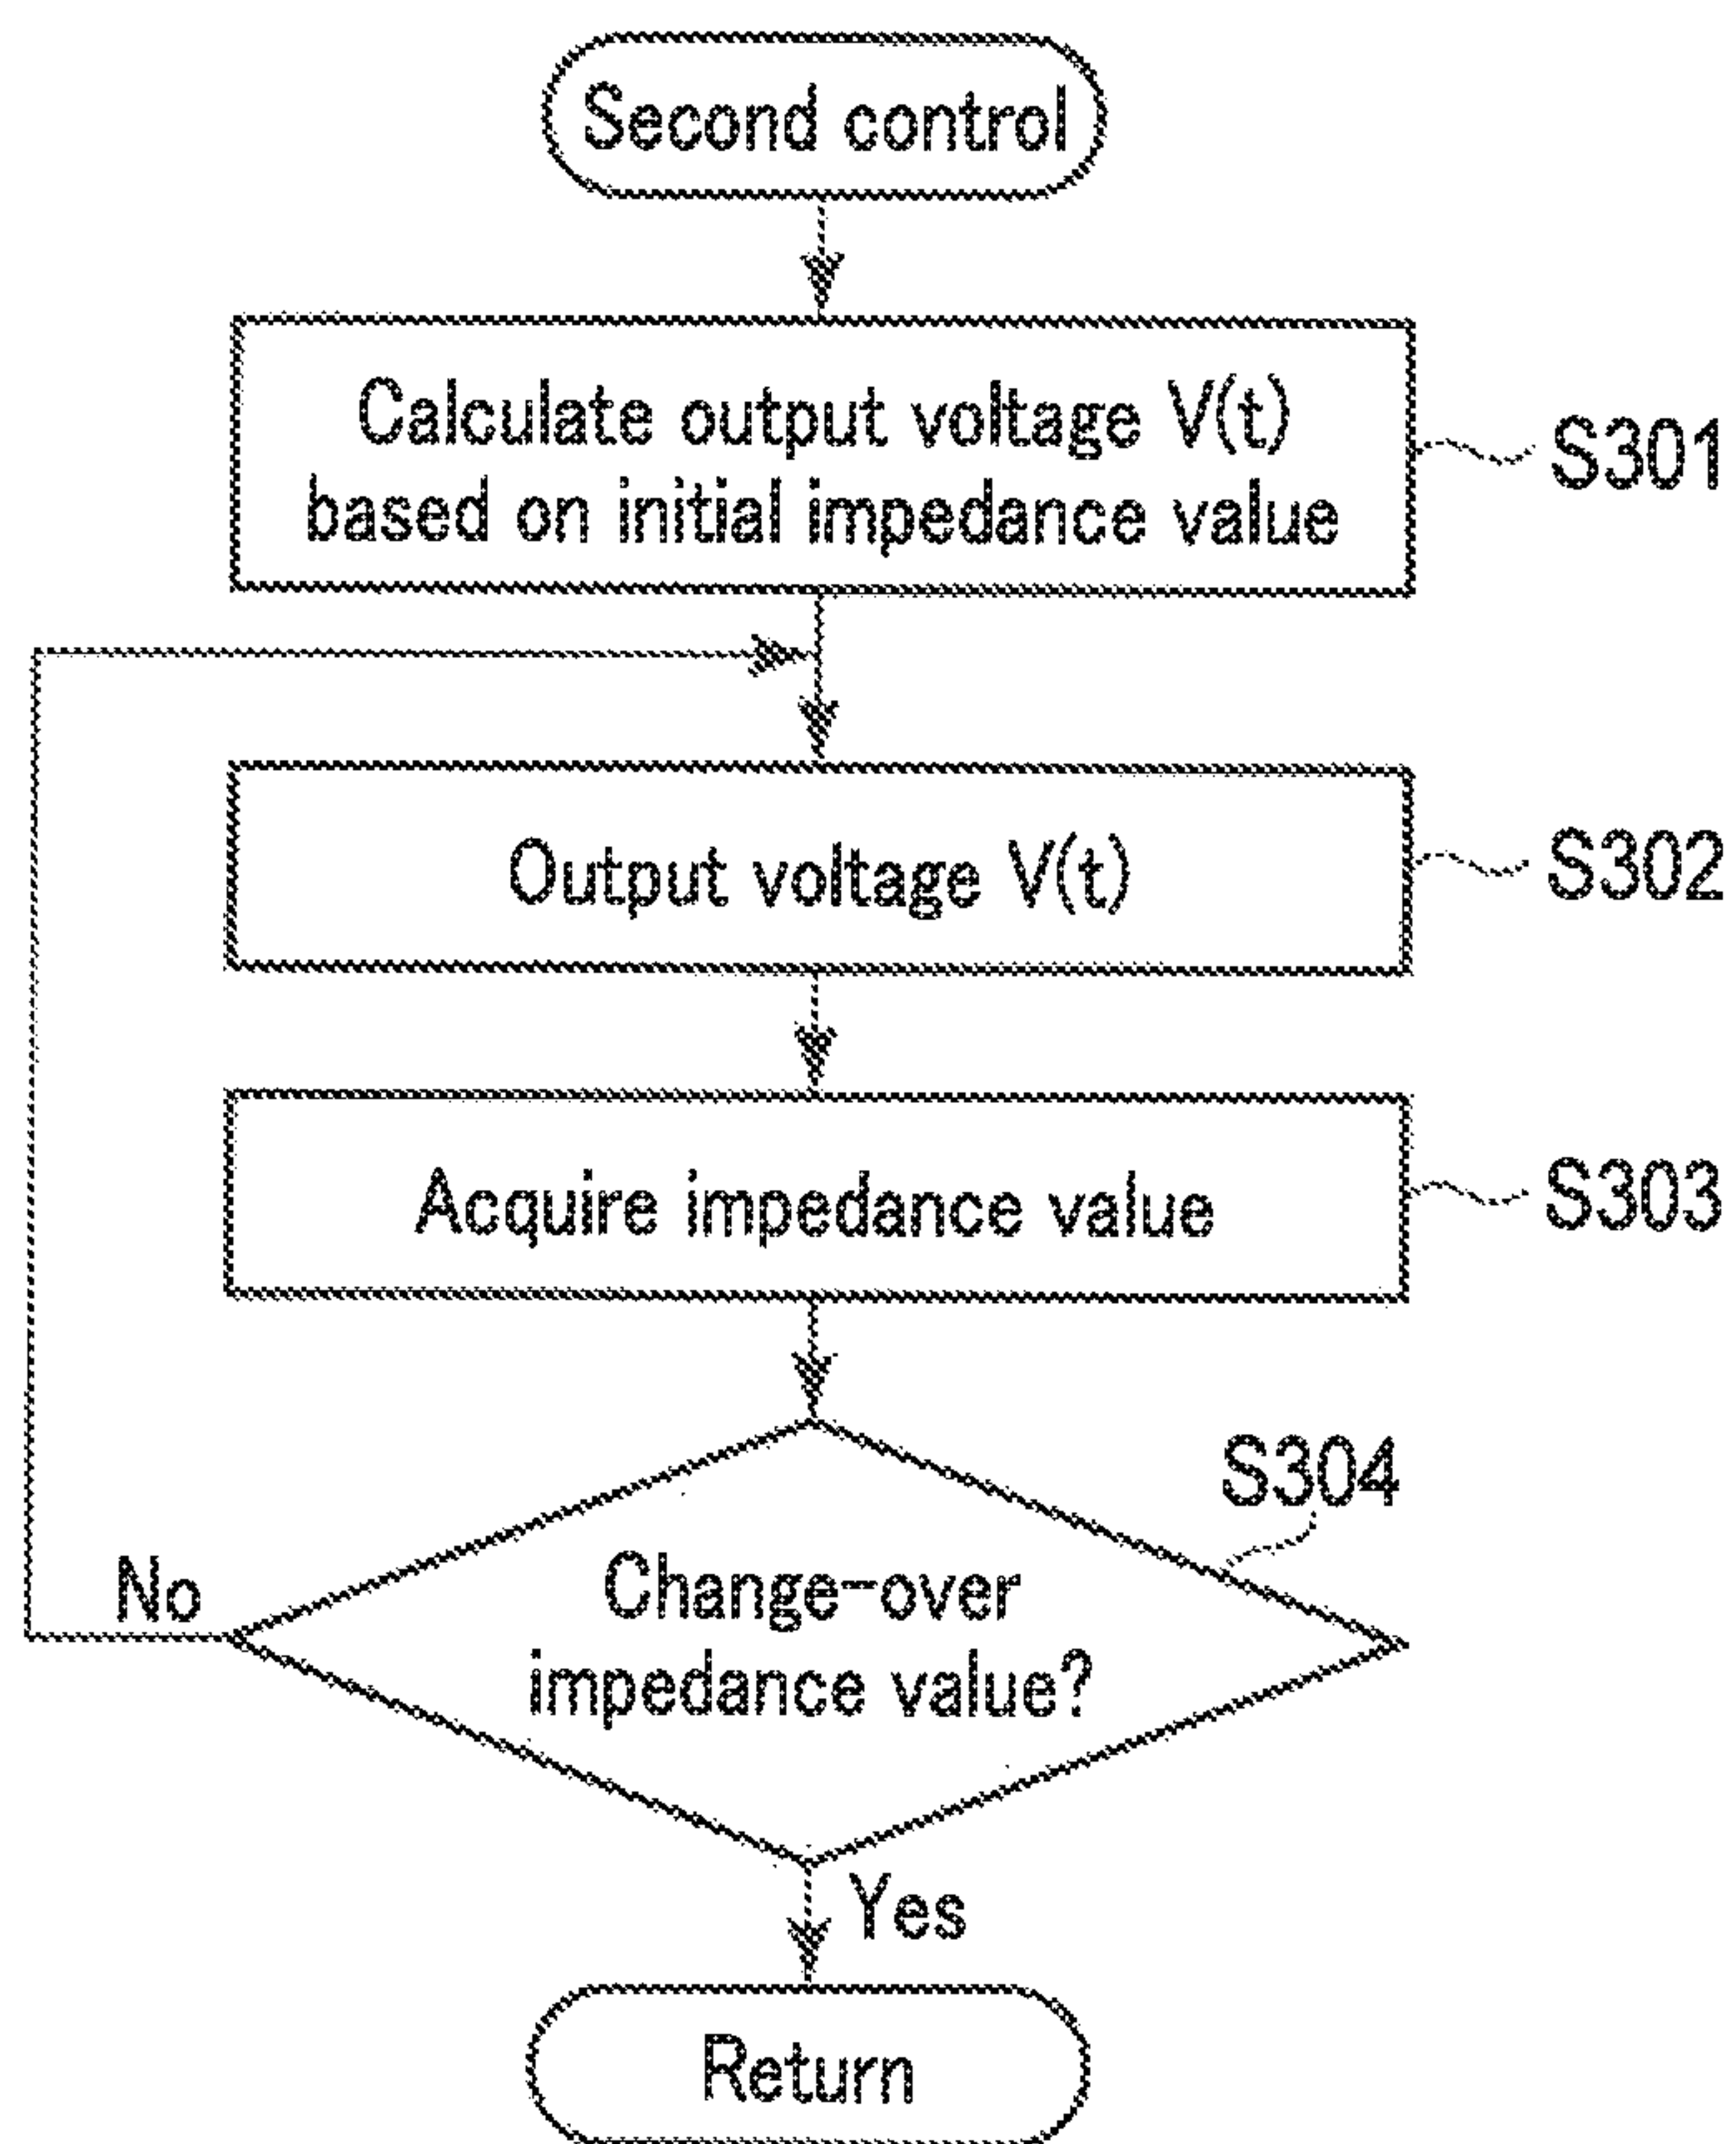 Second control
Calculate output voltage V(t)
based on initial impedance value
S301
Output voltage V(t)
S302
Acquire impedance value
S303
S304
Change-over
impedance value?
No
Yes
Return